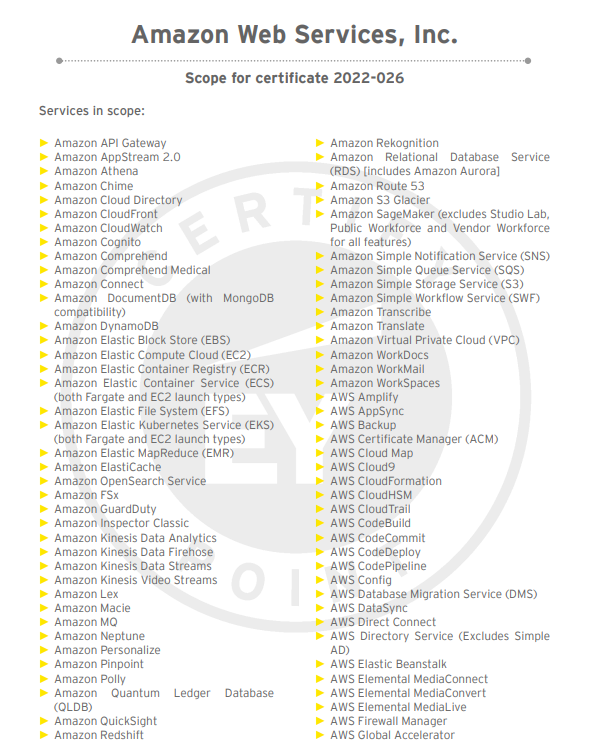 Amazon Web Services, Inc.
Scope for certificate 2022-026
Services in scope:
Amazon API Gateway
Amazon AppStream 2.0
Amazon Athena
Amazon Chime
Amazon Cloud Directory
Amazon CloudFront
Amazon CloudWatch
Amazon Cognito
Amazon Comprehend
Amazon Comprehend Medical
Amazon Connect
Amazon DocumentDB (with MongoDB
compatibility)
Amazon DynamoDB
Amazon Elastic Block Store (EBS)
Amazon Elastic Compute Cloud (EC2)
Amazon Elastic Container Registry (ECR)
Amazon Elastic Container Service (ECS)
(both Fargate and EC2 launch types)
Amazon Elastic File System (EFS)
Amazon Elastic Kubernetes Service (EKS)
(both Fargate and EC2 launch types)
Amazon Elastic MapReduce (EMR)
Amazon ElastiCache
Amazon OpenSearch Service
Amazon FSx
Amazon GuardDuty
Amazon Inspector Classic
Amazon Kinesis Data Analytics
Amazon Kinesis Data Firehose
Amazon Kinesis Data Streams
Amazon Kinesis Video Streams
Amazon Lex
Amazon Macie
Amazon MQ
Amazon Neptune
Amazon Personalize
Amazon Pinpoint
Amazon Polly
Amazon Quantum Ledger Database
(QLDB)
Amazon QuickSight
Amazon Redshift
Amazon Rekognition
Amazon Relational Database Service
(RDS) [includes Amazon Aurora]
Amazon Route 53
Amazon S3 Glacier
Amazon SageMaker (excludes Studio Lab,
Public Workforce and Vendor Workforce
for all features)
Amazon Simple Notification Service (SNS)
Amazon Simple Queue Service (SQS)
Amazon Simple Storage Service (S3)
Amazon Simple Workflow Service (SWF)
Amazon Transcribe
Amazon Translate
Amazon Virtual Private Cloud (VPC)
Amazon WorkDocs
Amazon WorkMail
Amazon WorkSpaces
AWS Amplify
AWS AppSync
AWS Backup
AWS Certificate Manager (ACM)
AWS Cloud Map
AWS Cloud9
AWS CloudFormation
AWS CloudHSM
AWS CloudTrail
AWS CodeBuild
AWS CodeCommit
AWS CodeDeploy
AWS CodePipeline
AWS Config
AWS Database Migration Service (DMS)
AWS DataSync
AWS Direct Connect
AWS Directory Service (Excludes Simple
AD)
AWS Elastic Beanstalk
AWS Elemental MediaConnect
AWS Elemental MediaConvert
AWS Elemental MediaLive
AWS Firewall Manager
AWS Global Accelerator
EY